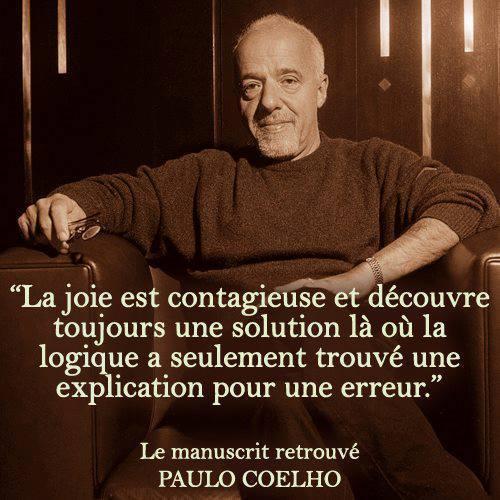 “La joie est contagieuse et découvre
toujours une solution là où la
logique a seulement trouvé une
explication pour une erreur.”
Le manuscrit retrouvé
PAULO COELHO